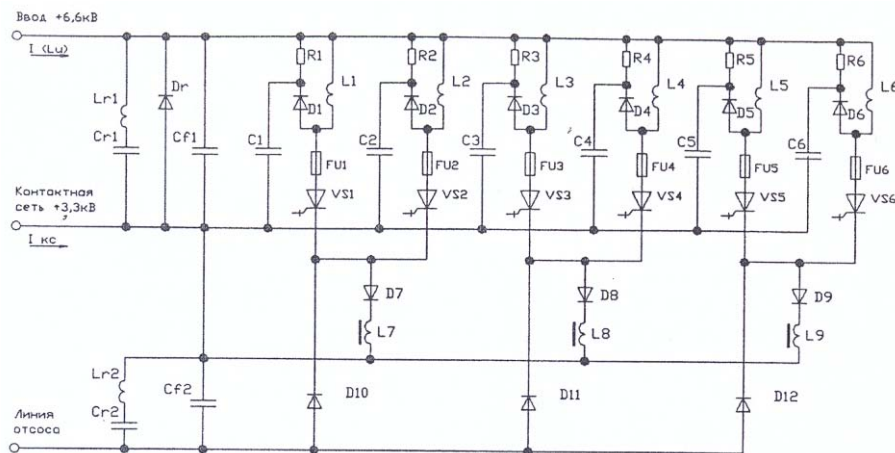 Ввод +6,6кВ
I (Lu)
R1 R2 R3 R4 R5 R6
Dr L1 L2 L3 L4 L5 L6
Lr1
D1 D2 D3 D4 D5 D6
Cr1 Cf1 C1 C2 C3 C4 C5 C6
FU1 FU2 FU3 FU4 FU5 FU6
Контактная
сеть +3,3кВ
VS1 VS2 VS3 VS4 VS5 VS6
I кс
D7 D8 D9
L7 L8 L9
Lr2
Cf2 D10 D11 D12
Cr2
Линия
отсоса